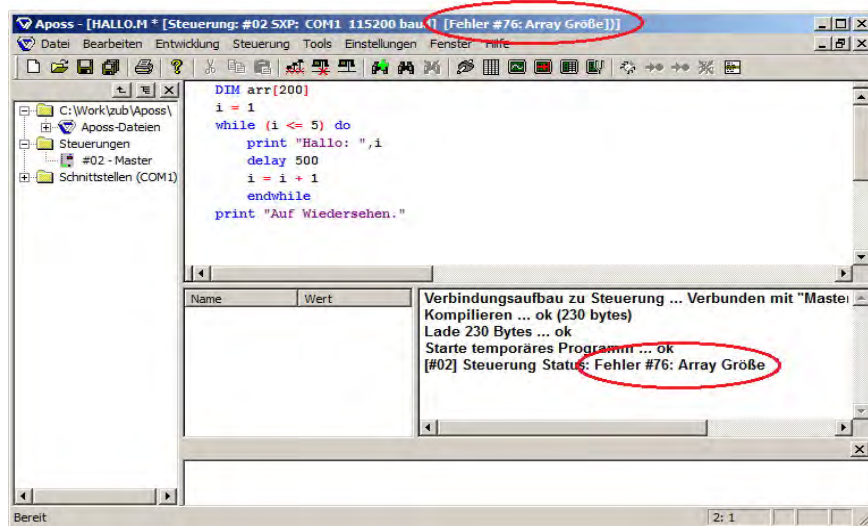 Aposs - [HALLO.M * [Steuerung: #02 SXP: COM1 115200 baud] [Fehler #76: Array Größe]])]
Datei Bearbeiten Entwicklung Steuerung Tools Einstellungen Fenster Hilfe
C:\Work\zub\Aposs\
Aposs-Dateien
Steuerungen
#02 - Master
Schnittstellen (COM1)
DIM arr[200]
i = 1
while (i <= 5) do
print "Hallo: ",i
delay 500
i = i + 1
endwhile
print "Auf Wiedersehen."
Name Wert
Verbindungsaufbau zu Steuerung ... Verbunden mit "Master
Kompilieren ... ok (230 bytes)
Lade 230 Bytes ... ok
Starte temporäres Programm ... ok
[#02] Steuerung Status: Fehler #76: Array Größe
Bereit 2: 1